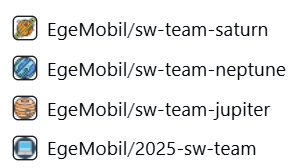 EgeMobil/sw-team-saturn
EgeMobil/sw-team-neptune
EgeMobil/sw-team-jupiter
EgeMobil/2025-sw-team